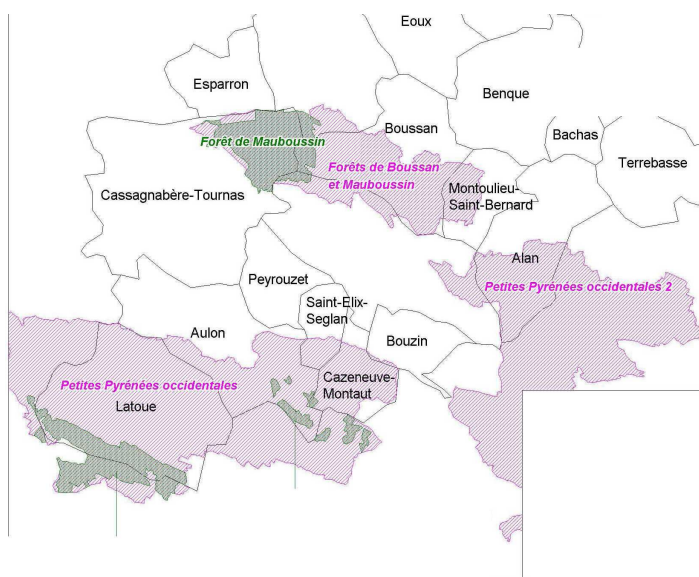 Eoux
Esparron
Benque
Boussan
Bachas
Forêt de Mauboussin
Terrebasse
Forêts de Boussan
et Mauboussin
Cassagnabère-Tournas
Montoulieu-
Saint-Bernard
Alan
Peyrouzet
Petites Pyrénées occidentales 2
Saint-Elix-
Seglan
Aulon
Bouzin
Cazeneuve-
Montaut
Petites Pyrénées occidentales
Latoue